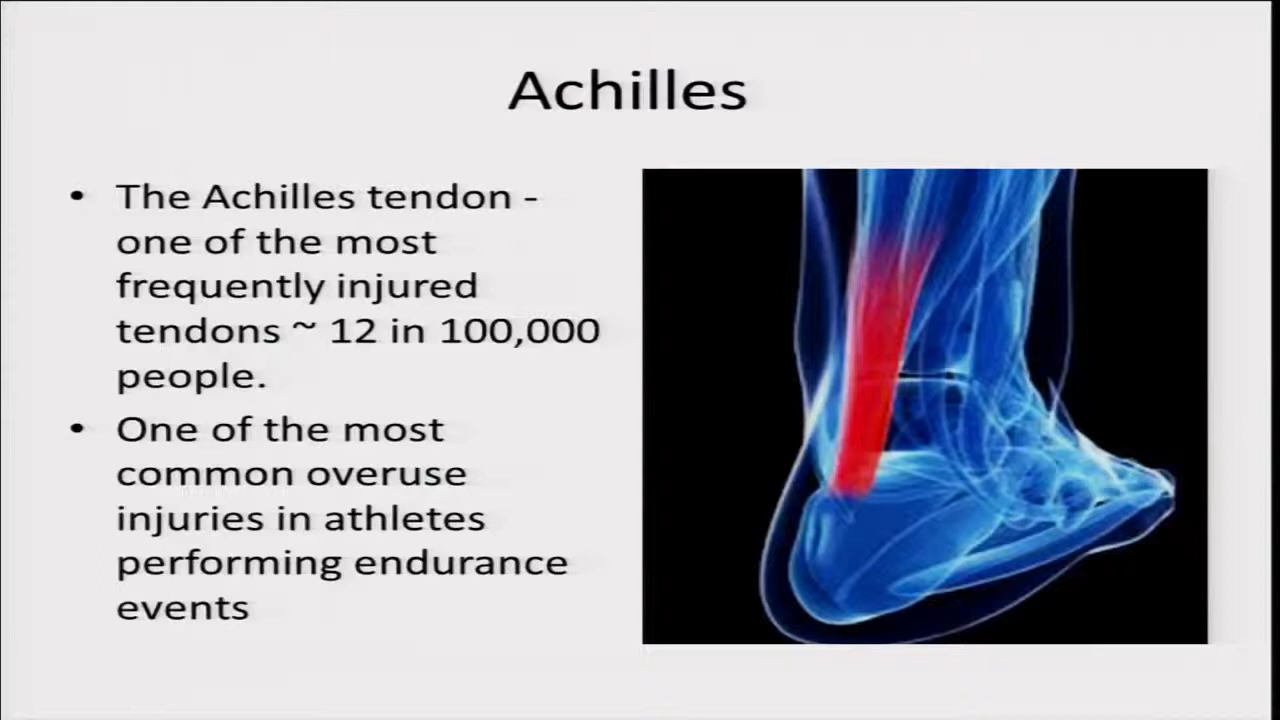 Achilles
• The Achilles tendon -
one of the most
frequently injured
tendons ~ 12 in 100,000
people.
• One of the most
common overuse
injuries in athletes
performing endurance
events